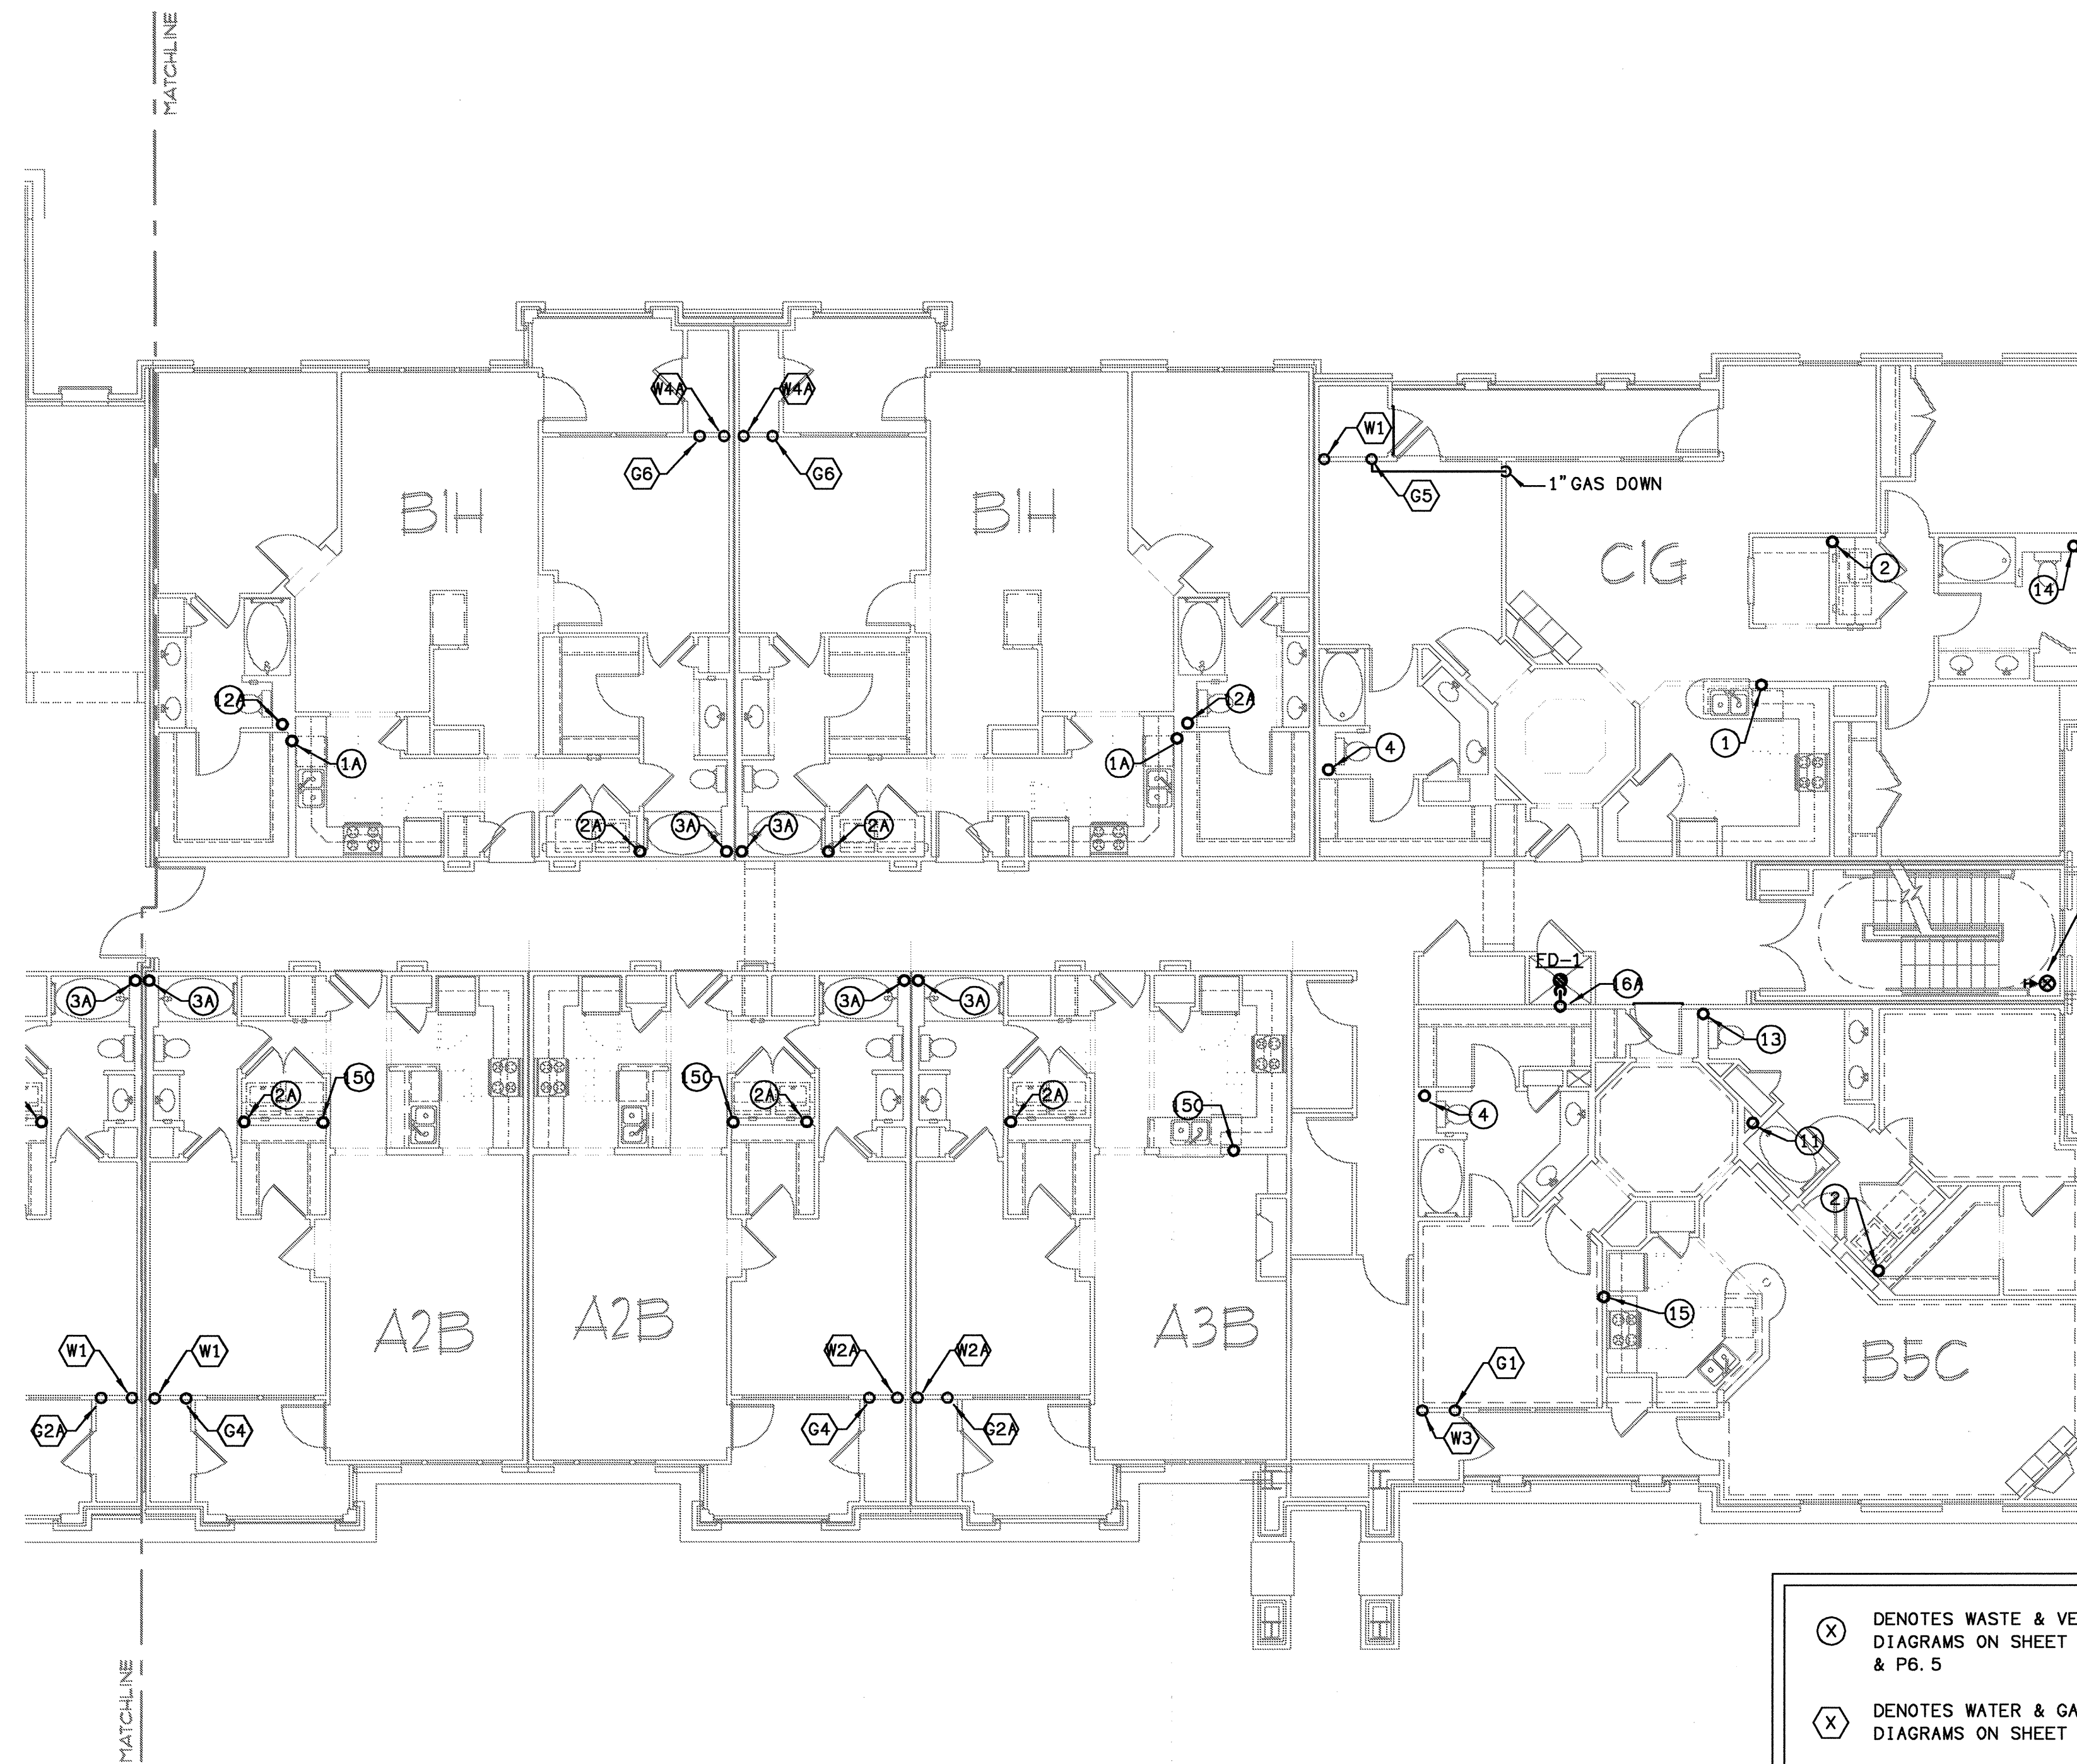 MATCHLINE
W4A
W4A
W1
G6
G6
G5
1" GAS DOWN
B1H
B1H
C1G
2
14
12A
12A
1
4
1A
1A
2A
3A
3A
2A
FD-1
16A
3A
3A
3A
3A
13
2A
15C
15C
2A
2A
15C
4
11
2
A2B
A2B
A3B
15
B5C
W1
W1
W2A
W2A
G1
G2A
G4
G4
G2A
W3
X
DENOTES WASTE & VE
DIAGRAMS ON SHEET
& P6.5
X
DENOTES WATER & GA
DIAGRAMS ON SHEET
MATCHLINE